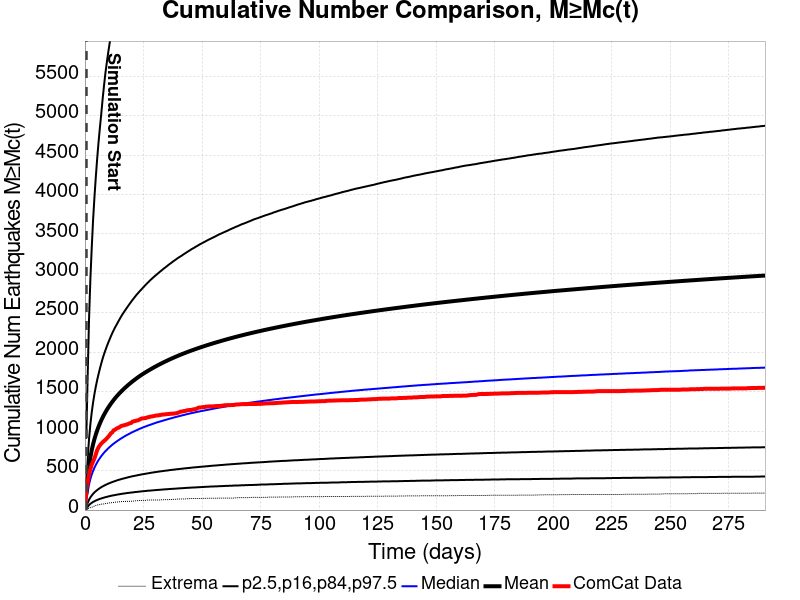 Cumulative Number Comparison, M≥Mc(t)
Cumulative Num Earthquakes M≥Mc(t)
5500
5000
4500
4000
3500
3000
2500
2000
1500
1000
500
0
Simulation Start
0 25 50 75 100 125 150 175 200 225 250 275
Time (days)
Extrema p2.5,p16,p84,p97.5 Median Mean ComCat Data